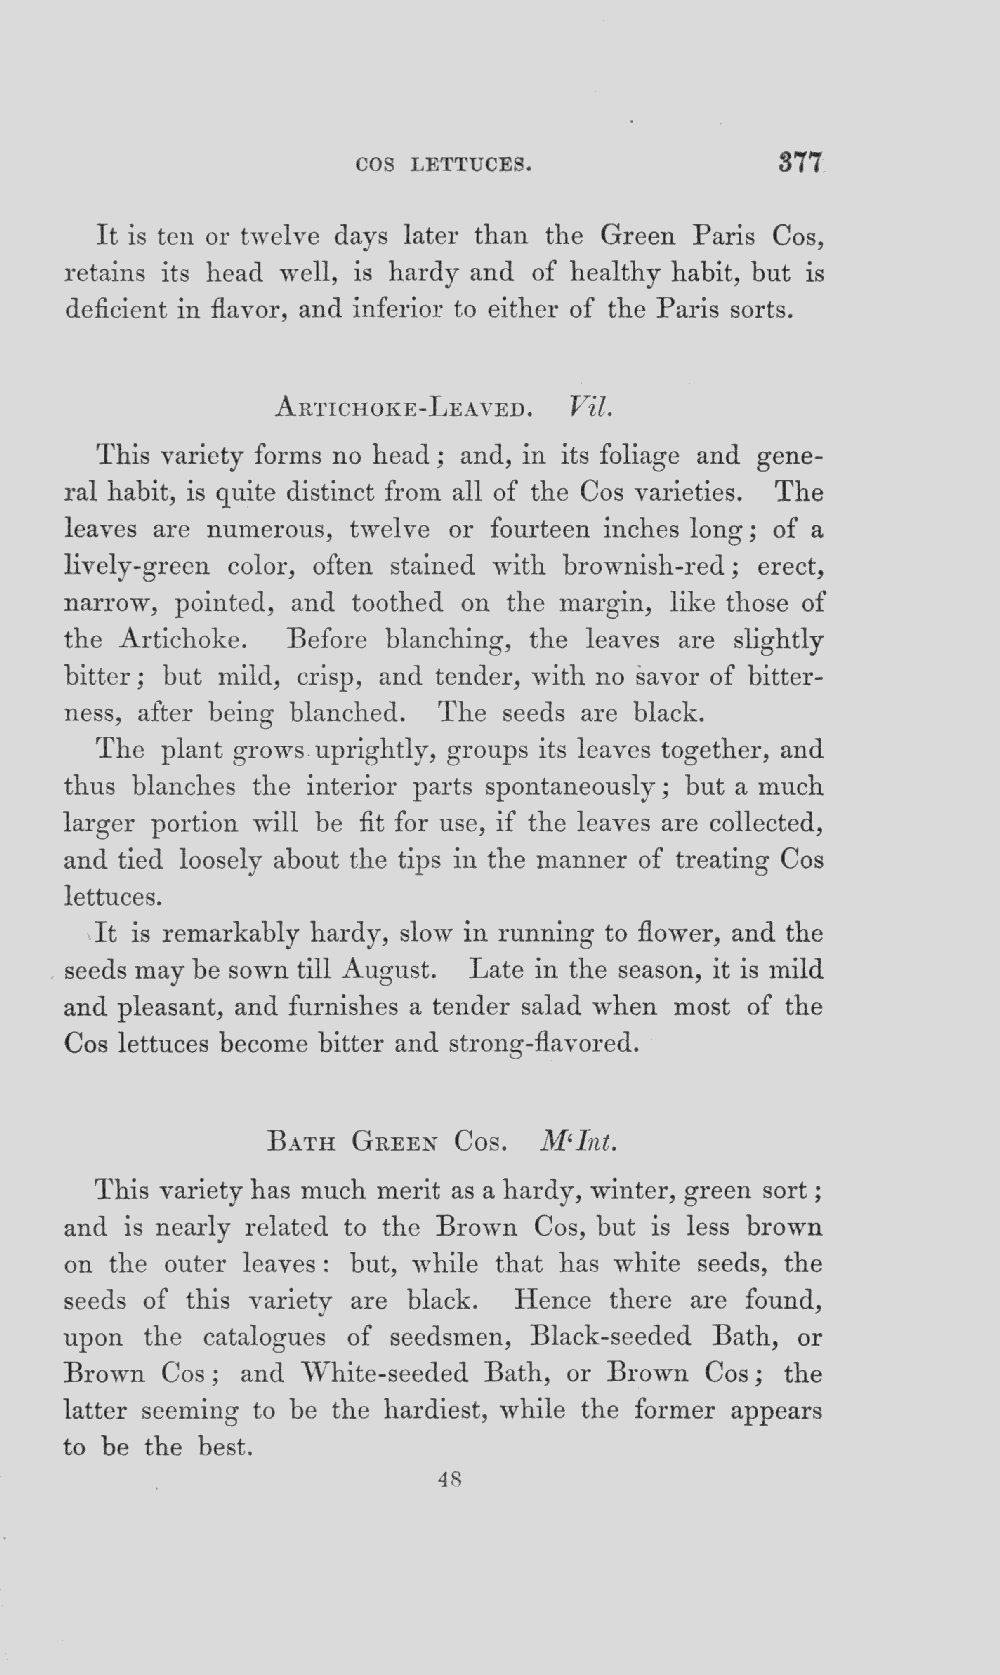 COS LETTUCES. 377
It is ten or twelve days later than the Green Paris Cos,
retains its head well, is hardy and of healthy habit, but is
deficient in flavor, and inferior to either of the Paris sorts.
ARTICHOKE-LEAVED. Vil.
This variety forms no head; and, in its foliage and gene-
ral habit, is quite distinct from all of the Cos varieties. The
leaves are numerous, twelve or fourteen inches long; of a
lively-green color, often stained with brownish-red; erect,
narrow, pointed, and toothed on the margin, like those of
the Artichoke. Before blanching, the leaves are slightly
bitter; but mild, crisp, and tender, with no savor of bitter-
ness, after being blanched. The seeds are black.
The plant grows uprightly, groups its leaves together, and
thus blanches the interior parts spontaneously; but a much
larger portion will be fit for use, if the leaves are collected,
and tied loosely about the tips in the manner of treating Cos
lettuces.
It is remarkably hardy, slow in running to flower, and the
seeds may be sown till August. Late in the season, it is mild
and pleasant, and furnishes a tender salad when most of the
Cos lettuces become bitter and strong-flavored.
BATH GREEN COS. M‘Int.
This variety has much merit as a hardy, winter, green sort;
and is nearly related to the Brown Cos, but is less brown
on the outer leaves: but, while that has white seeds, the
seeds of this variety are black. Hence there are found,
upon the catalogues of seedsmen, Black-seeded Bath, or
Brown Cos; and White-seeded Bath, or Brown Cos; the
latter seeming to be the hardiest, while the former appears
to be the best.
48